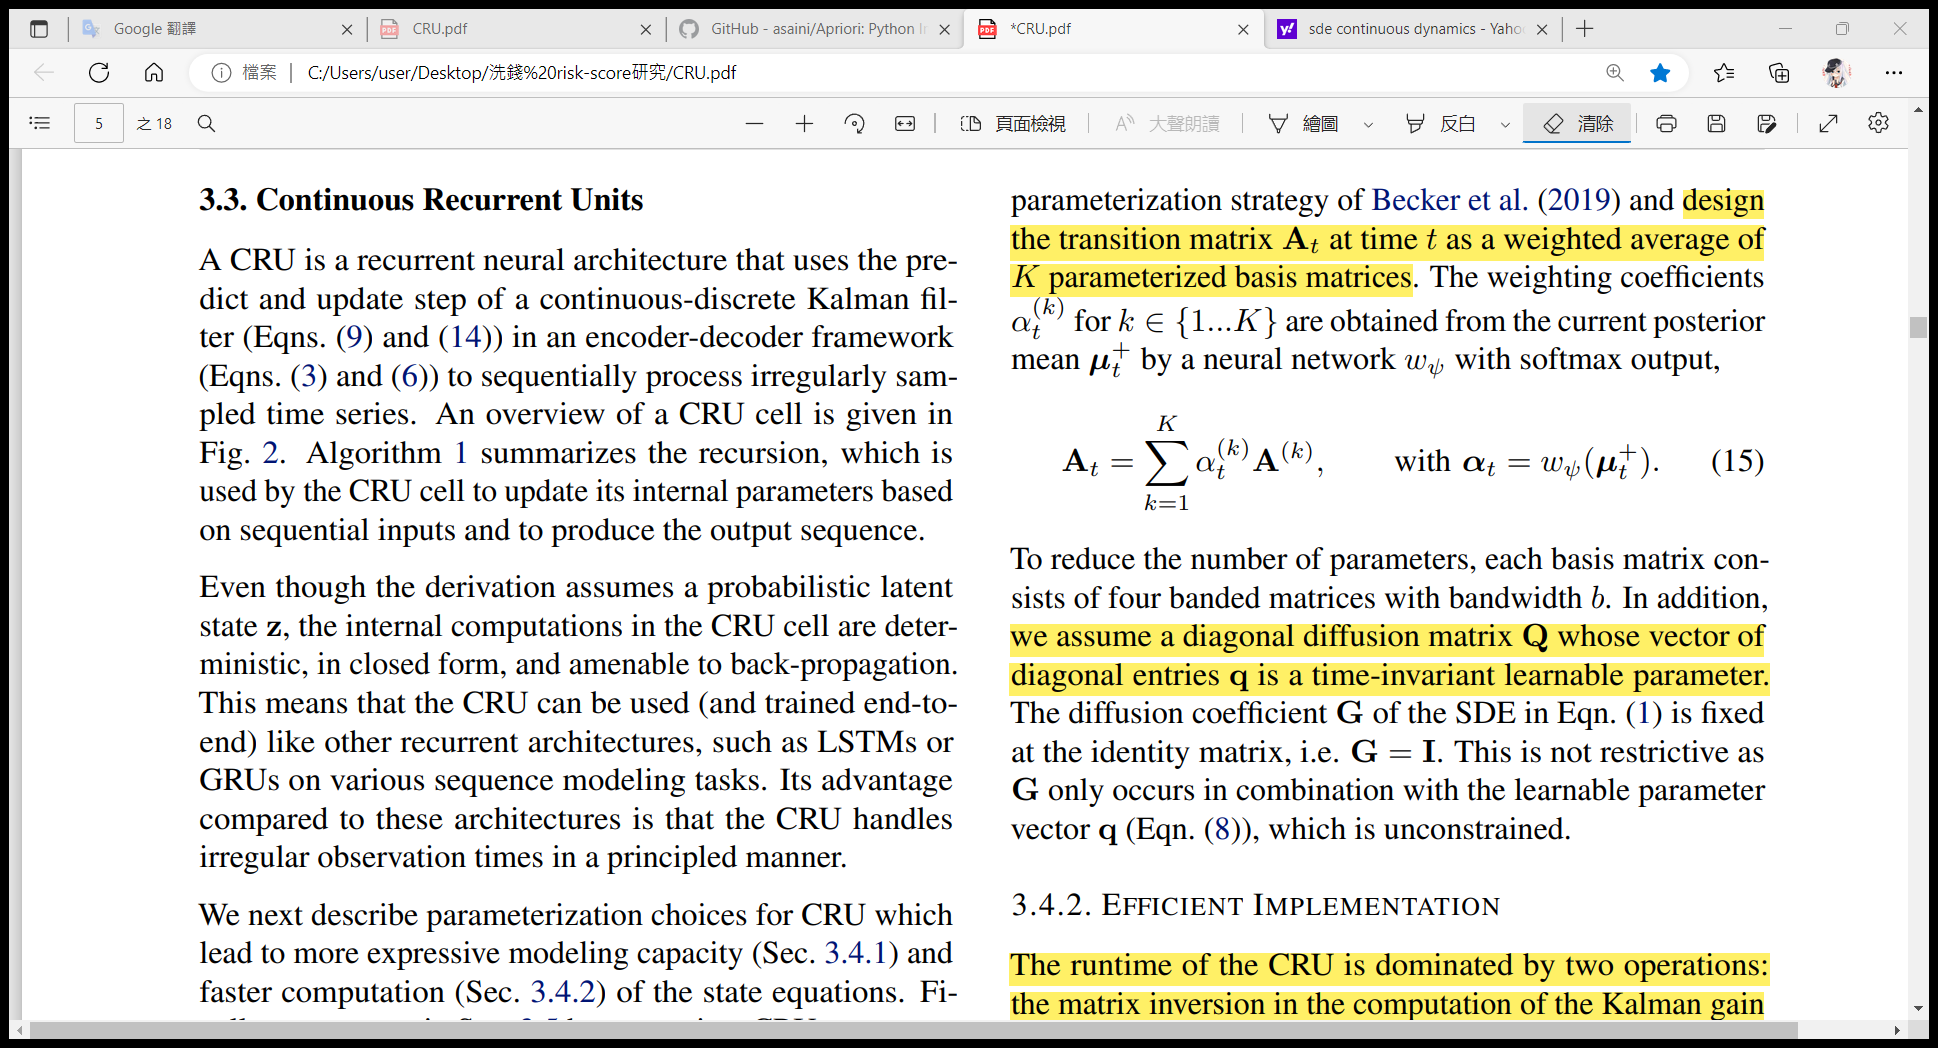 Google 翻譯
CRU.pdf
GitHub - asaini/Apriori: Python I
*CRU.pdf
sde continuous dynamics - Yaho
檔案
C:/Users/user/Desktop/洗錢%20risk-score研究/CRU.pdf
5 之 18
頁面檢視
大聲朗讀
繪圖
反白
清除
3.3. Continuous Recurrent Units
A CRU is a recurrent neural architecture that uses the pre-
dict and update step of a continuous-discrete Kalman fil-
ter (Eqns. (9) and (14)) in an encoder-decoder framework
(Eqns. (3) and (6)) to sequentially process irregularly sam-
pled time series. An overview of a CRU cell is given in
Fig. 2. Algorithm 1 summarizes the recursion, which is
used by the CRU cell to update its internal parameters based
on sequential inputs and to produce the output sequence.
Even though the derivation assumes a probabilistic latent
state z, the internal computations in the CRU cell are deter-
ministic, in closed form, and amenable to back-propagation.
This means that the CRU can be used (and trained end-to-
end) like other recurrent architectures, such as LSTMs or
GRUs on various sequence modeling tasks. Its advantage
compared to these architectures is that the CRU handles
irregular observation times in a principled manner.
We next describe parameterization choices for CRU which
lead to more expressive modeling capacity (Sec. 3.4.1) and
faster computation (Sec. 3.4.2) of the state equations. Fi-
parameterization strategy of Becker et al. (2019) and design
the transition matrix A_t at time t as a weighted average of
K parameterized basis matrices. The weighting coefficients
α_t^(k) for k ∈ {1...K} are obtained from the current posterior
mean μ_t^+ by a neural network w_ψ with softmax output,
A_t = ∑_{k=1}^{K} α_t^(k) A^(k), with α_t = w_ψ(μ_t^+). (15)
To reduce the number of parameters, each basis matrix con-
sists of four banded matrices with bandwidth b. In addition,
we assume a diagonal diffusion matrix Q whose vector of
diagonal entries q is a time-invariant learnable parameter.
The diffusion coefficient G of the SDE in Eqn. (1) is fixed
at the identity matrix, i.e. G = I. This is not restrictive as
G only occurs in combination with the learnable parameter
vector q (Eqn. (8)), which is unconstrained.
3.4.2. EFFICIENT IMPLEMENTATION
The runtime of the CRU is dominated by two operations:
the matrix inversion in the computation of the Kalman gain